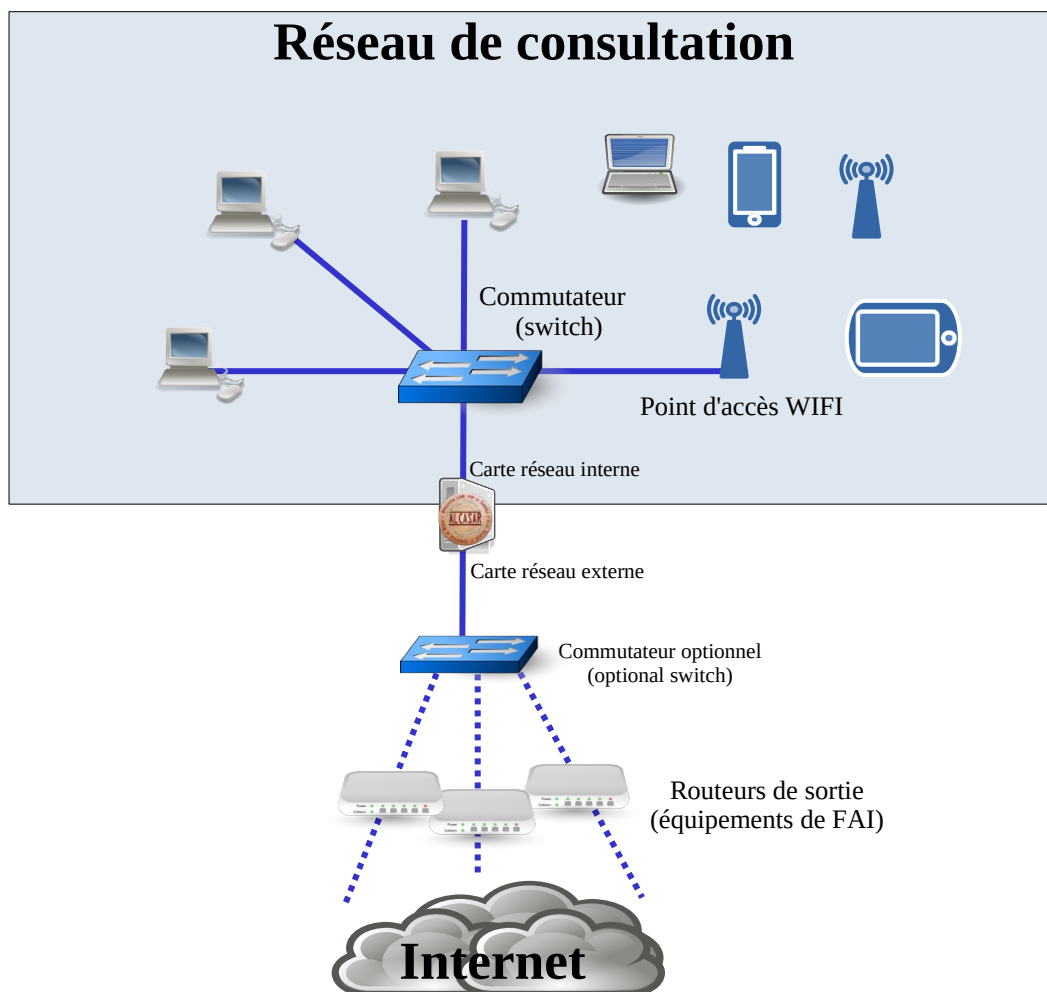 Réseau de consultation
Commutateur
(switch)
Point d'accès WIFI
Carte réseau interne
ALCASAR
Carte réseau externe
Commutateur optionnel
(optional switch)
Routeurs de sortie
(équipements de FAI)
Internet